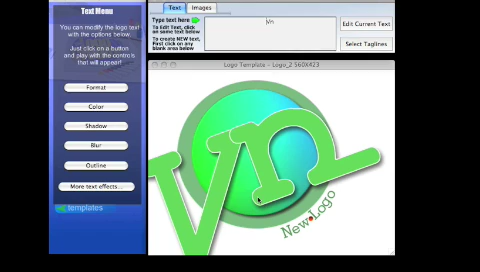 Text Menu
You can modify the logo text
with the options below.
Just click on a button
and play with the controls
that will appear!
Format
Color
Shadow
Blur
Outline
More text effects...
templates
Text
Images
Type text here
To Edit Text, click
on some text below
To create NEW text,
First click on any
blank area below
Vn
Edit Current Text
Select Taglines
Logo Template - Logo_2 560X423
Vn
New Logo